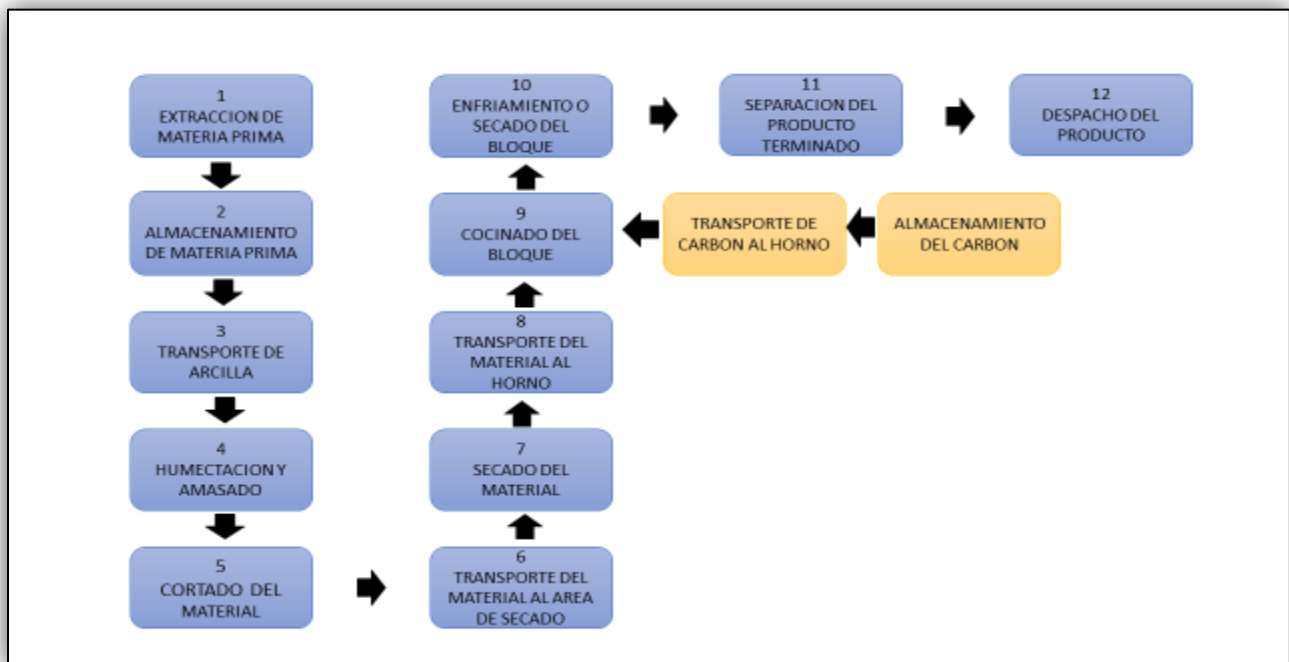 1
EXTRACCION DE
MATERIA PRIMA
2
ALMACENAMIENTO
DE MATERIA PRIMA
3
TRANSPORTE DE
ARCILLA
4
HUMECTACION Y
AMASADO
5
CORTADO DEL
MATERIAL
6
TRANSPORTE DEL
MATERIAL AL AREA
DE SECADO
7
SECADO DEL
MATERIAL
8
TRANSPORTE DEL
MATERIAL AL
HORNO
9
COCINADO DEL
BLOQUE
TRANSPORTE DE
CARBON AL HORNO
ALMACENAMIENTO
DEL CARBON
10
ENFRIAMIENTO O
SECADO DEL
BLOQUE
11
SEPARACION DEL
PRODUCTO
TERMINADO
12
DESPACHO DEL
PRODUCTO